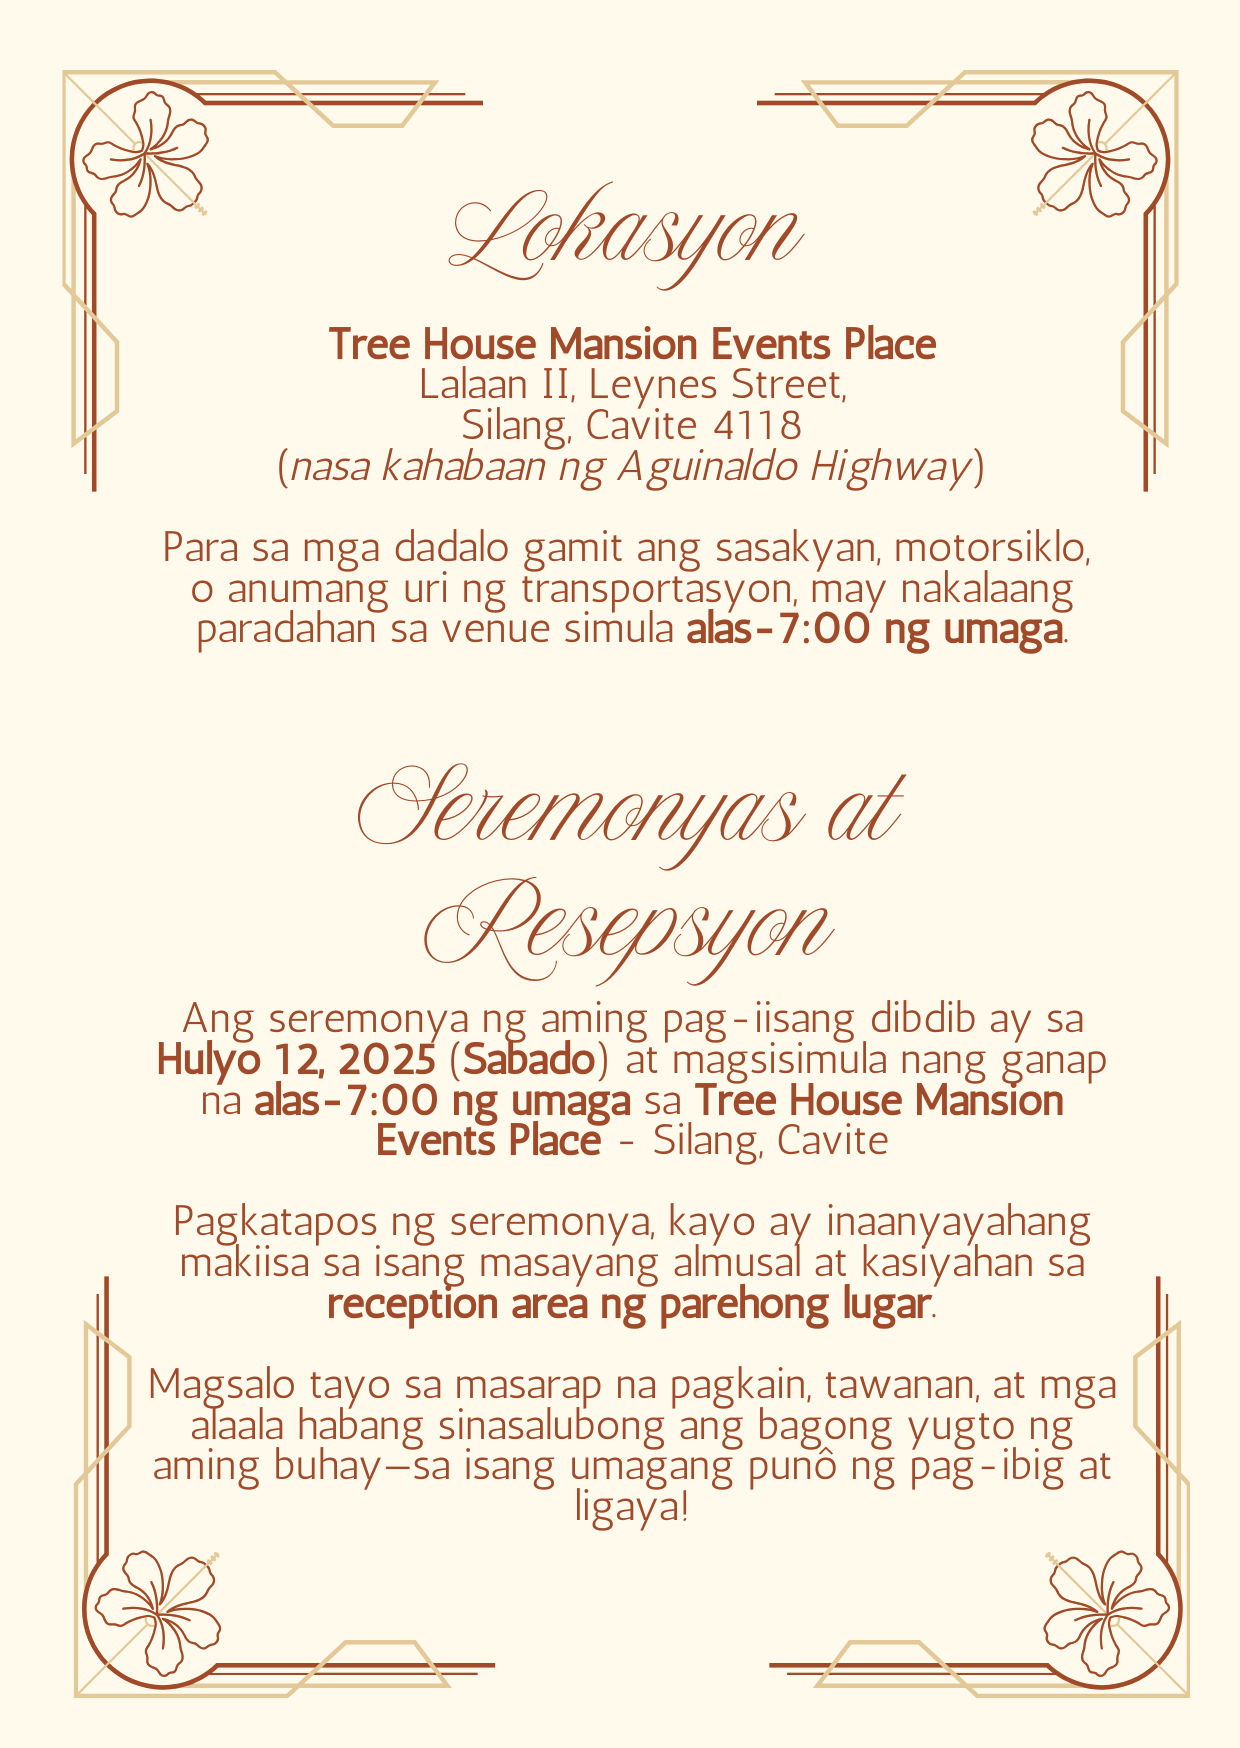 Lokasyon
Tree House Mansion Events Place
Lalaan II, Leynes Street,
Silang, Cavite 4118
(nasa kahabaan ng Aguinaldo Highway)
Para sa mga dadalo gamit ang sasakyan, motorsiklo,
o anumang uri ng transportasyon, may nakalaang
paradahan sa venue simula alas-7:00 ng umaga.
Seremonyas at
Resepsyon
Ang seremonya ng aming pag-iisang dibdib ay sa
Hulyo 12, 2025 (Sabado) at magsisimula nang ganap
na alas-7:00 ng umaga sa Tree House Mansion
Events Place - Silang, Cavite
Pagkatapos ng seremonya, kayo ay inaanyayahang
makiisa sa isang masayang almusal at kasiyahan sa
reception area ng parehong lugar.
Magsalo tayo sa masarap na pagkain, tawanan, at mga
alaala habang sinasalubong ang bagong yugto ng
aming buhay—sa isang umagang punô ng pag-ibig at
ligaya!